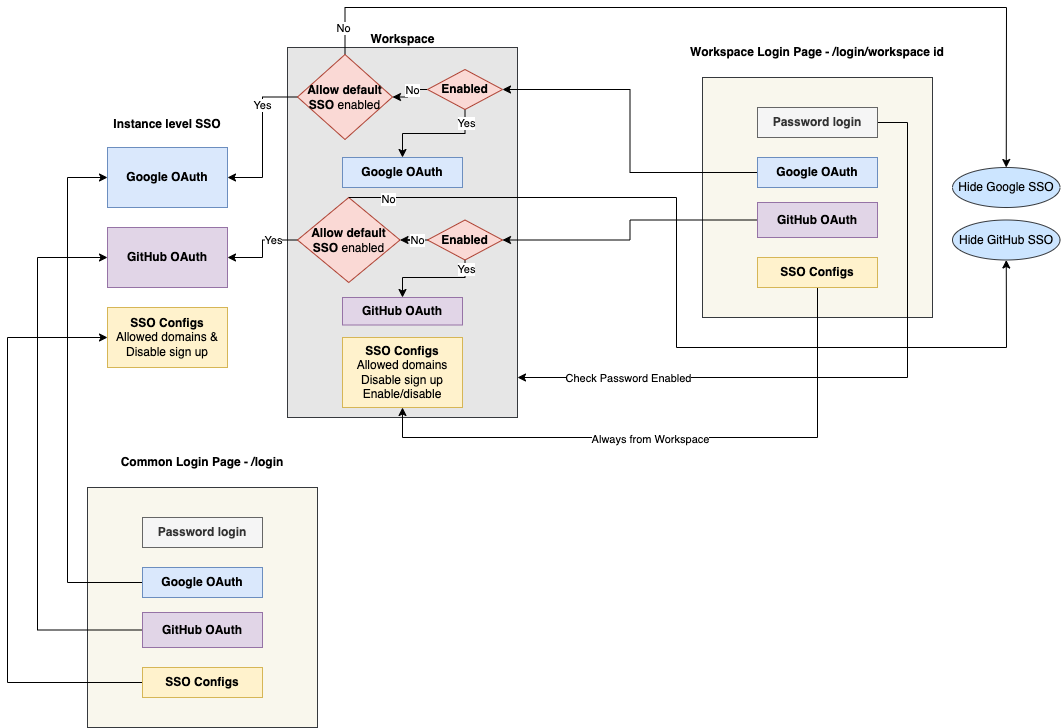 No
Workspace
Workspace Login Page - /login/workspace id
Allow default
SSO enabled
No
Enabled
Yes
Yes
Instance level SSO
Password login
Google OAuth
Google OAuth
Google OAuth
Hide Google SSO
No
GitHub OAuth
Allow default
SSO enabled
No
Enabled
Yes
Hide GitHub SSO
GitHub OAuth
Yes
SSO Configs
GitHub OAuth
SSO Configs
Allowed domains &
Disable sign up
SSO Configs
Allowed domains
Disable sign up
Enable/disable
Check Password Enabled
Always from Workspace
Common Login Page - /login
Password login
Google OAuth
GitHub OAuth
SSO Configs